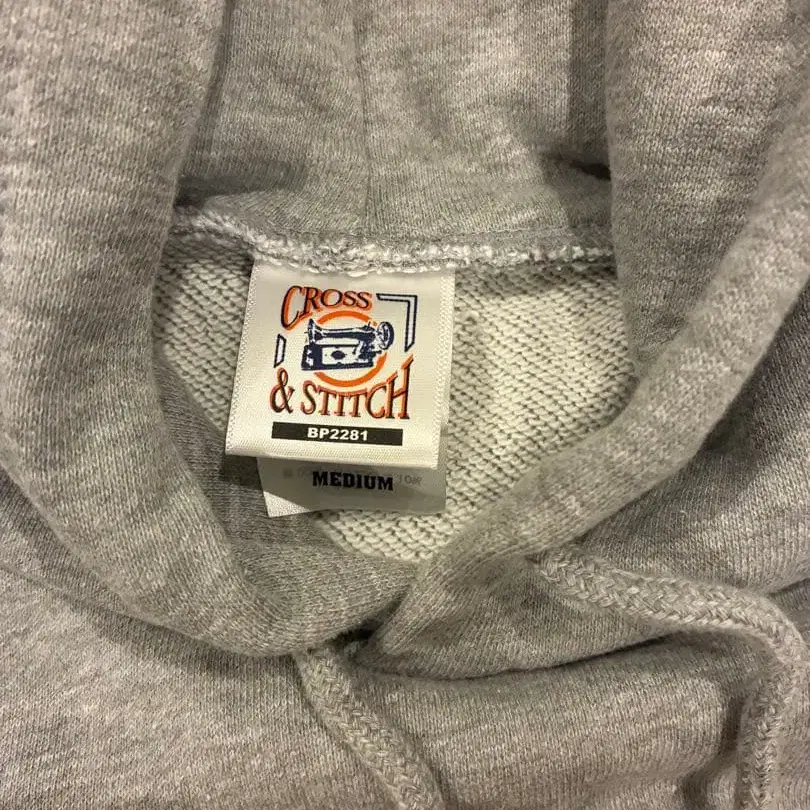 CROSS
& STITCH
BP2281
MEDIUM